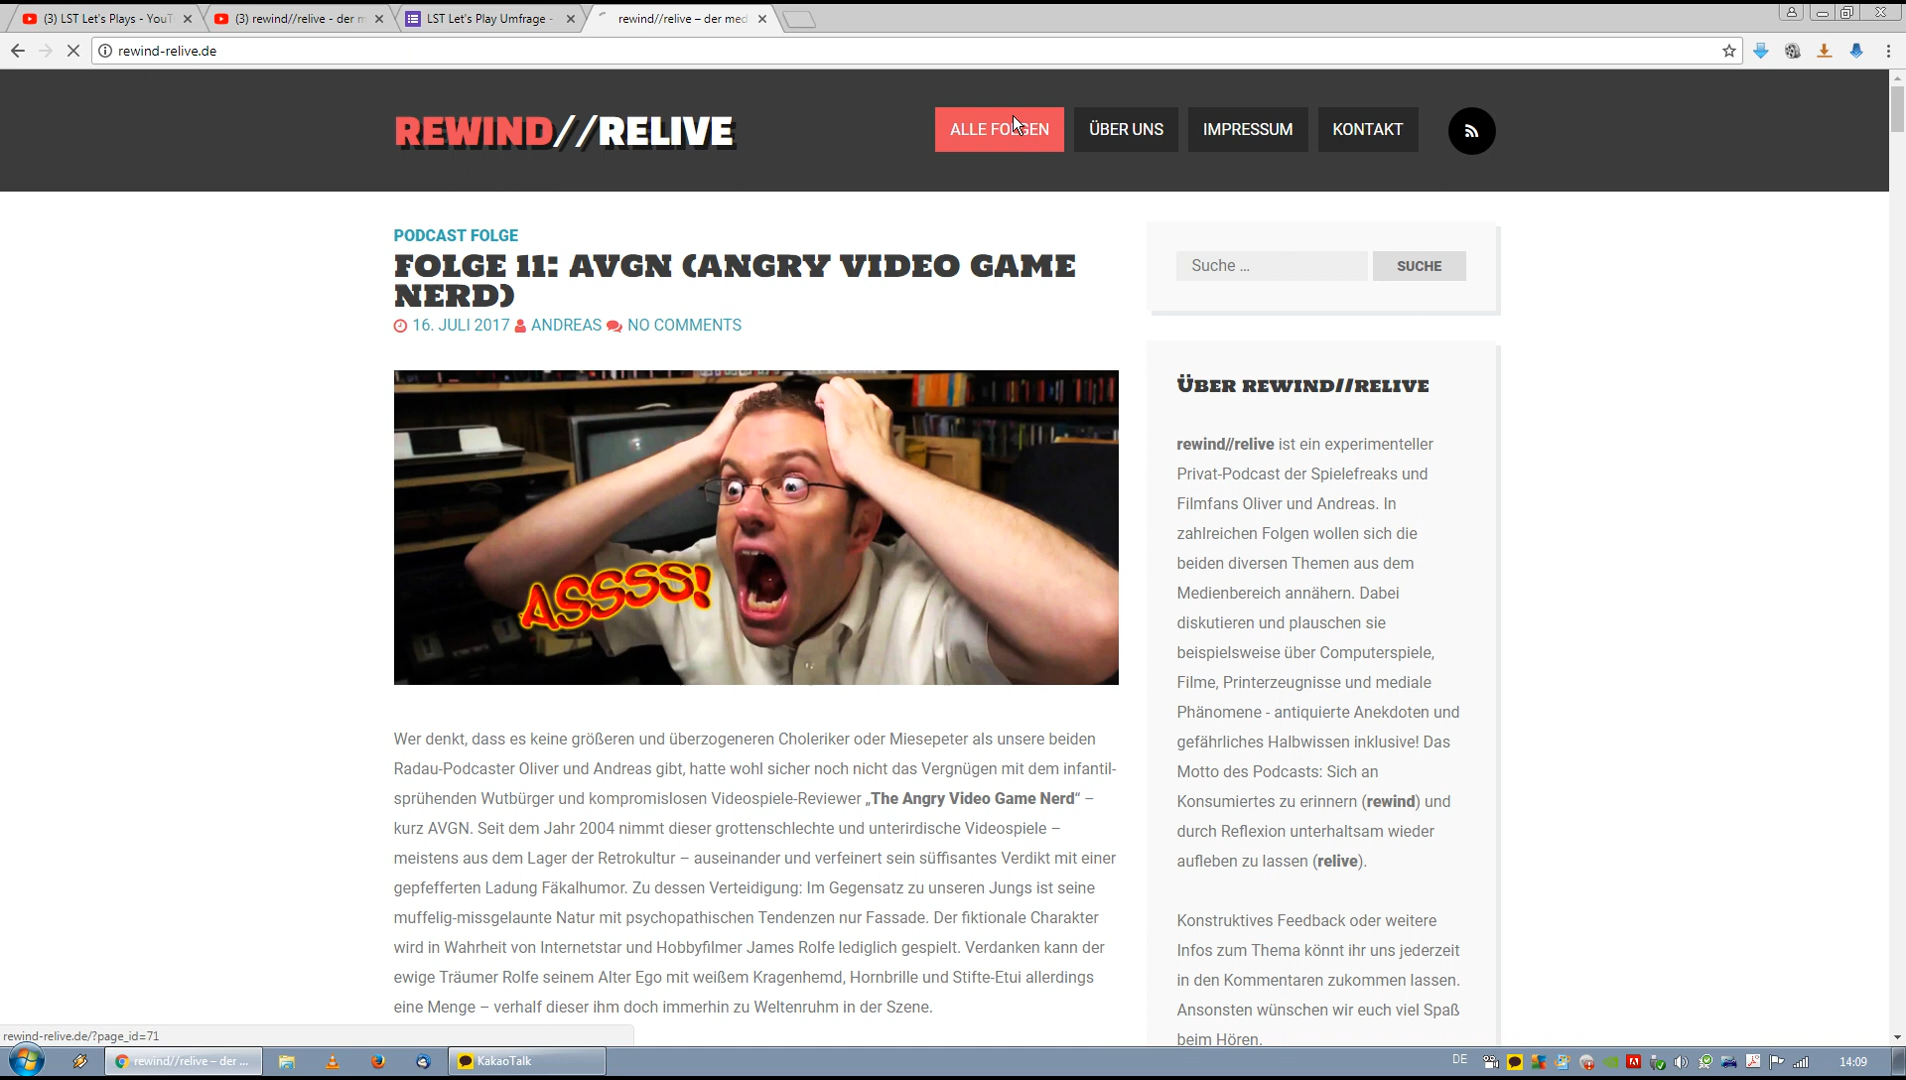 (3) LST Let's Plays - YouT
(3) rewind//relive - der m
LST Let's Play Umfrage -
rewind//relive – der med
rewind-relive.de
REWIND//RELIVE
ALLE FOLGEN
ÜBER UNS
IMPRESSUM
KONTAKT
PODCAST FOLGE
FOLGE 11: AVGN (ANGRY VIDEO GAME
NERD)
16. JULI 2017 ANDREAS NO COMMENTS
ASSSS!
Wer denkt, dass es keine größeren und überzogeneren Choleriker oder Miesepeter als unsere beiden
Radau-Podcaster Oliver und Andreas gibt, hatte wohl sicher noch nicht das Vergnügen mit dem infantil-
sprühenden Wutbürger und kompromislosen Videospiele-Reviewer „The Angry Video Game Nerd“ –
kurz AVGN. Seit dem Jahr 2004 nimmt dieser grottenschlechte und unterirdische Videospiele –
meistens aus dem Lager der Retrokultur – auseinander und verfeinert sein süffisantes Verdikt mit einer
gepfefferten Ladung Fäkalhumor. Zu dessen Verteidigung: Im Gegensatz zu unseren Jungs ist seine
muffelig-missgelaunte Natur mit psychopathischen Tendenzen nur Fassade. Der fiktionale Charakter
wird in Wahrheit von Internetstar und Hobbyfilmer James Rolfe lediglich gespielt. Verdanken kann der
ewige Träumer Rolfe seinem Alter Ego mit weißem Kragenhemd, Hornbrille und Stifte-Etui allerdings
eine Menge – verhalf dieser ihm doch immerhin zu Weltenruhm in der Szene.
Suche ...
SUCHE
ÜBER REWIND//RELIVE
rewind//relive ist ein experimenteller
Privat-Podcast der Spielefreaks und
Filmfans Oliver und Andreas. In
zahlreichen Folgen wollen sich die
beiden diversen Themen aus dem
Medienbereich annähern. Dabei
diskutieren und plauschen sie
beispielsweise über Computerspiele,
Filme, Printerzeugnisse und mediale
Phänomene - antiquierte Anekdoten und
gefährliches Halbwissen inklusive! Das
Motto des Podcasts: Sich an
Konsumiertes zu erinnern (rewind) und
durch Reflexion unterhaltsam wieder
aufleben zu lassen (relive).
Konstruktives Feedback oder weitere
Infos zum Thema könnt ihr uns jederzeit
in den Kommentaren zukommen lassen.
Ansonsten wünschen wir euch viel Spaß
beim Hören.
rewind-relive.de/?page_id=71
rewind//relive – der ...
KakaoTalk
DE
14:09